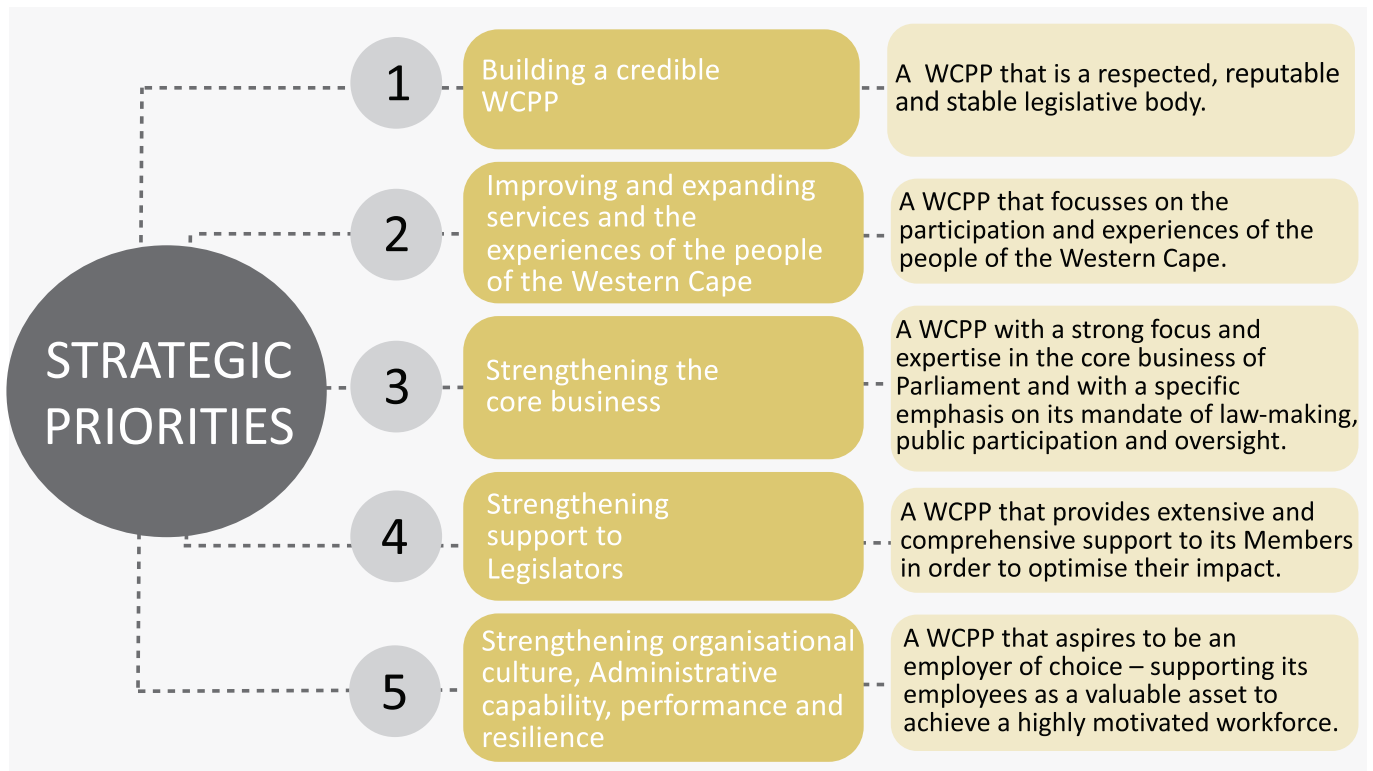 STRATEGIC
PRIORITIES
1
Building a credible
WCPP
A WCPP that is a respected, reputable
and stable legislative body.
2
Improving and expanding
services and the
experiences of the people
of the Western Cape
A WCPP that focusses on the
participation and experiences of the
people of the Western Cape.
3
Strengthening the
core business
A WCPP with a strong focus and
expertise in the core business of
Parliament and with a specific
emphasis on its mandate of law-making,
public participation and oversight.
4
Strengthening
support to
Legislators
A WCPP that provides extensive and
comprehensive support to its Members
in order to optimise their impact.
5
Strengthening organisational
culture, Administrative
capability, performance and
resilience
A WCPP that aspires to be an
employer of choice – supporting its
employees as a valuable asset to
achieve a highly motivated workforce.